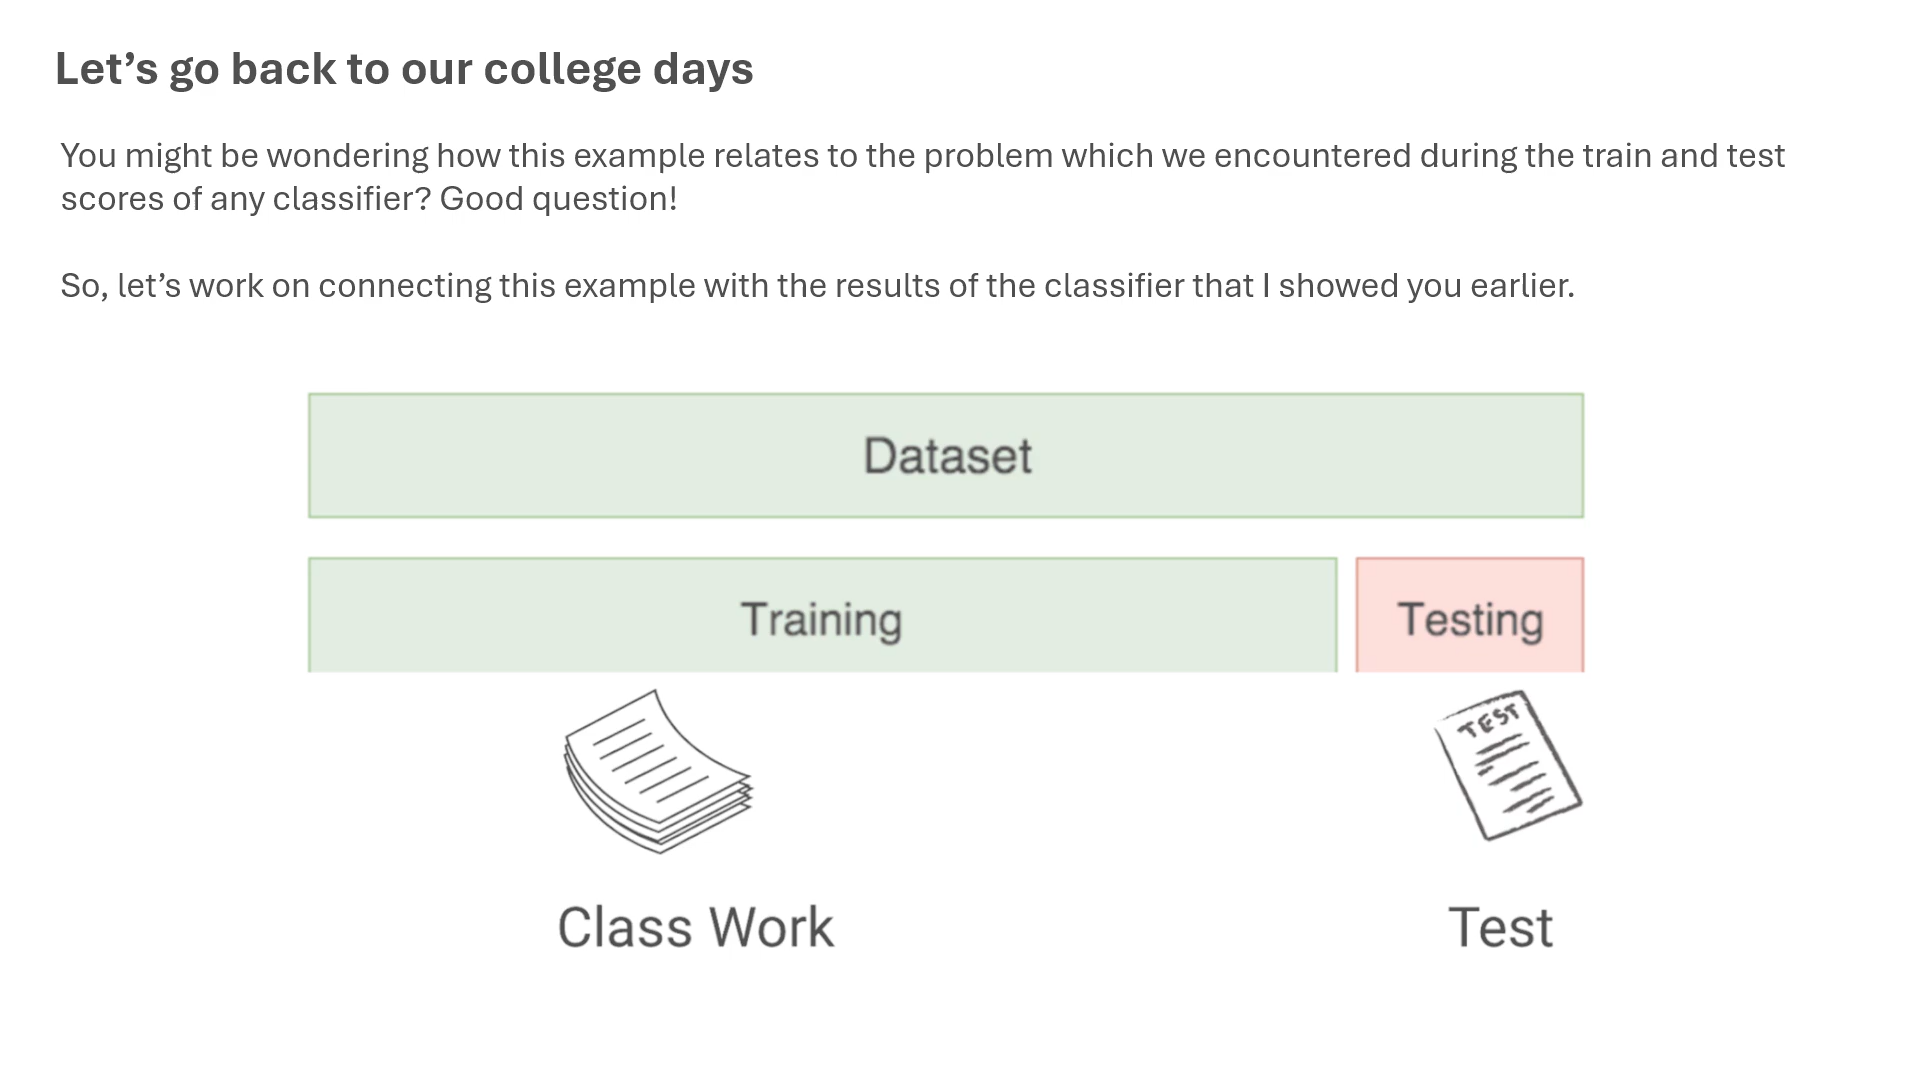 Let’s go back to our college days
You might be wondering how this example relates to the problem which we encountered during the train and test
scores of any classifier? Good question!
So, let’s work on connecting this example with the results of the classifier that I showed you earlier.
Dataset
Training
Testing
TEST
Class Work
Test